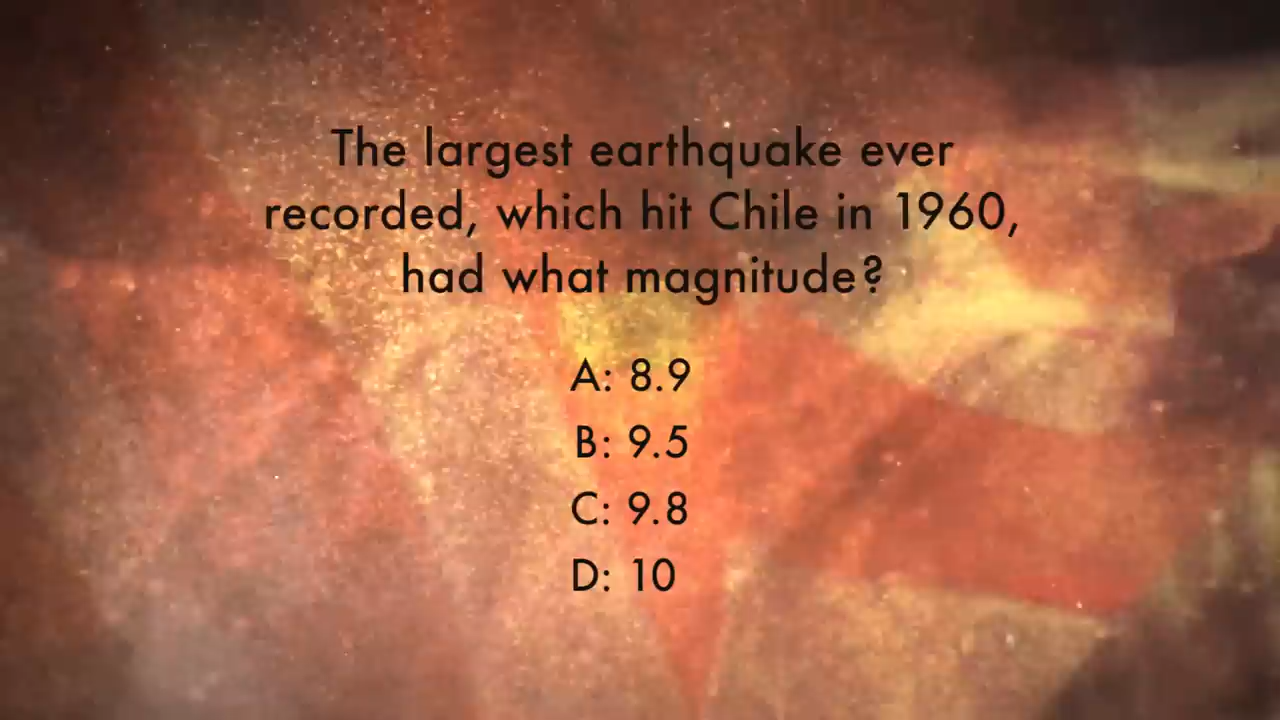 The largest earthquake ever
recorded, which hit Chile in 1960,
had what magnitude?
A: 8.9
B: 9.5
C: 9.8
D: 10